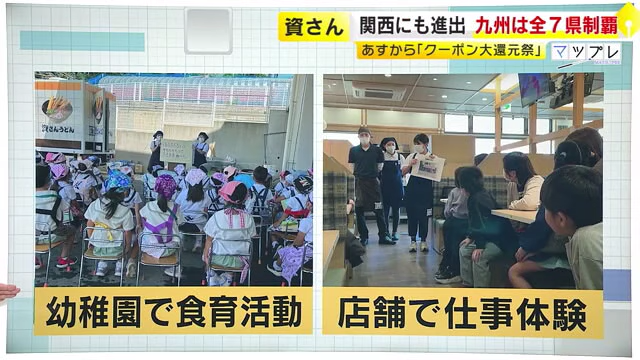 資さん 関西にも進出 九州は全7県制覇
あすから「クーポン大還元祭」 マップレ
資さんうどん
幼稚園で食育活動 店舗で仕事体験